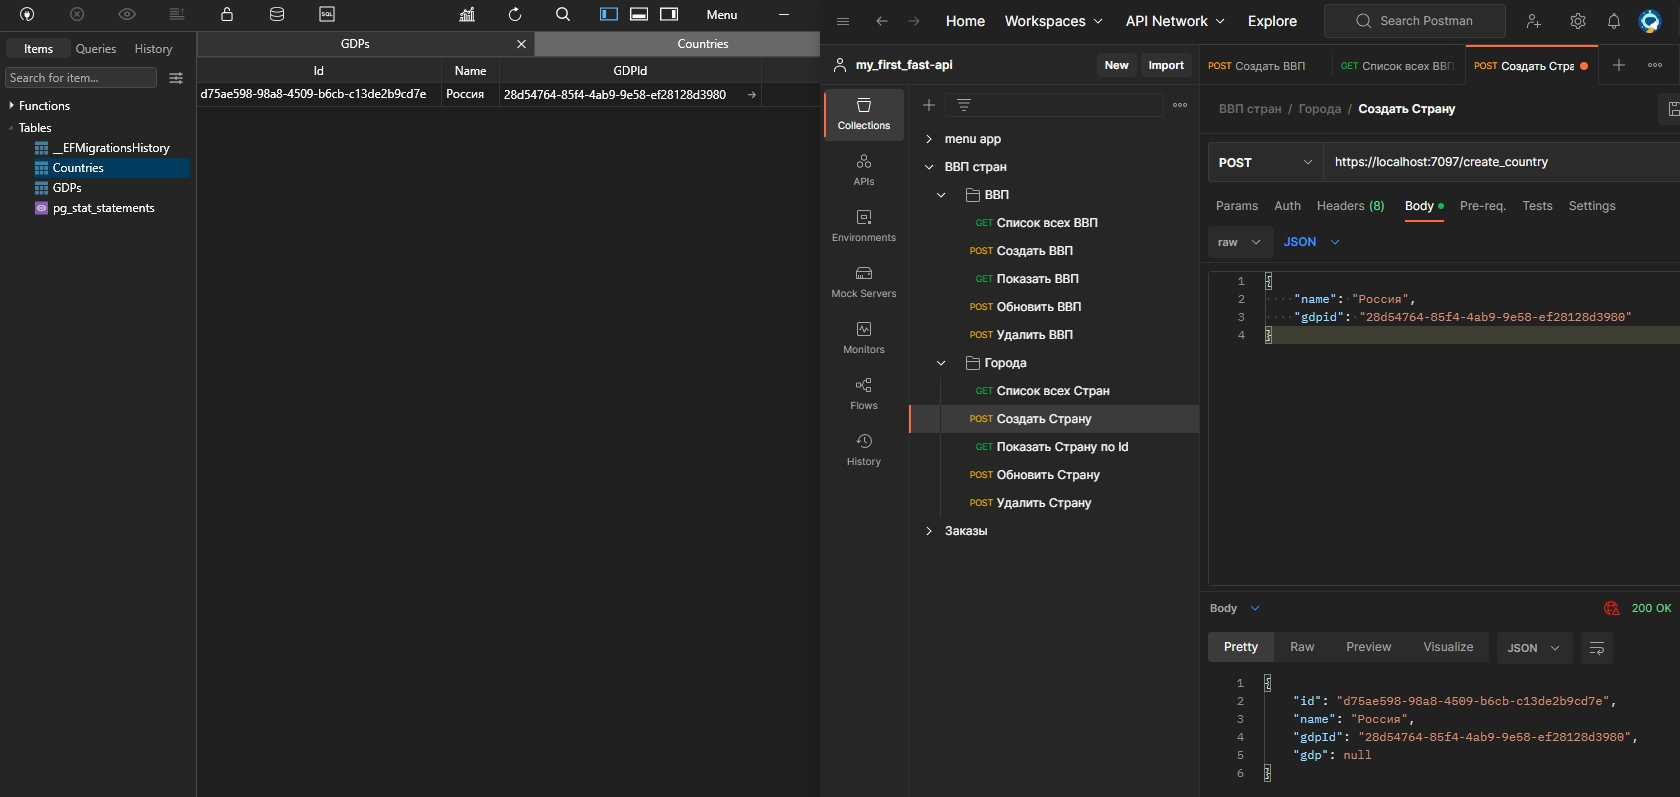 SQL
Menu
Items Queries History
Search for item...
Functions
Tables
__EFMigrationsHistory
Countries
GDPs
pg_stat_statements
GDPs
Countries
Id Name GDPId
d75ae598-98a8-4509-b6cb-c13de2b9cd7e Россия 28d54764-85f4-4ab9-9e58-ef28128d3980
Home Workspaces API Network Explore Search Postman
my_first_fast-api New Import
Collections
APIs
Environments
Mock Servers
Monitors
Flows
History
menu app
ВВП стран
ВВП
GET Список всех ВВП
POST Создать ВВП
GET Показать ВВП
POST Обновить ВВП
POST Удалить ВВП
Города
GET Список всех Стран
POST Создать Страну
GET Показать Страну по Id
POST Обновить Страну
POST Удалить Страну
Заказы
POST Создать ВВП GET Список всех ВВП POST Создать Стра
ВВП стран / Города / Создать Страну
POST https://localhost:7097/create_country
Params Auth Headers (8) Body Pre-req. Tests Settings
raw JSON
1 {
2 "name": "Россия",
3 "gdpid": "28d54764-85f4-4ab9-9e58-ef28128d3980"
4 }
Body 200 OK
Pretty Raw Preview Visualize JSON
1 {
2 "id": "d75ae598-98a8-4509-b6cb-c13de2b9cd7e",
3 "name": "Россия",
4 "gdpId": "28d54764-85f4-4ab9-9e58-ef28128d3980",
5 "gdp": null
6 }